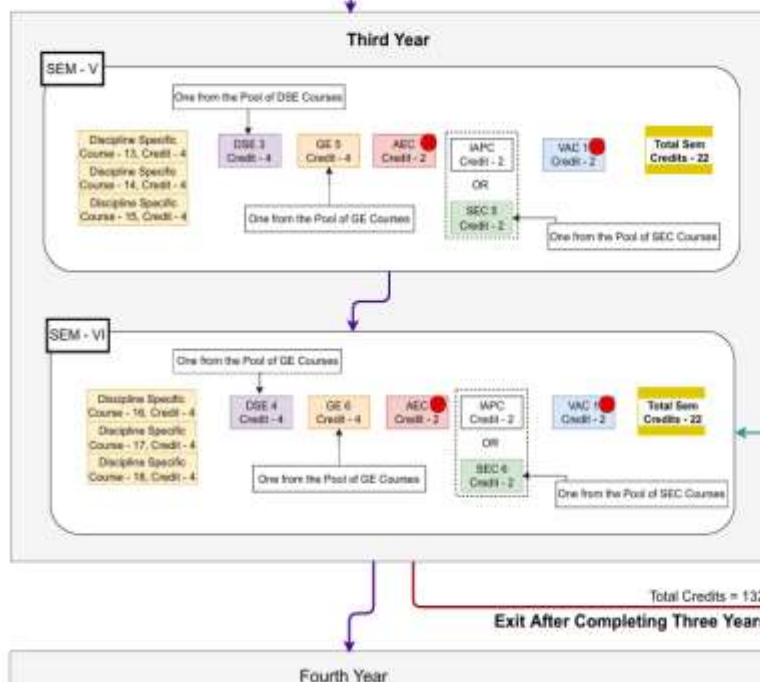 Third Year
SEM - V
One from the Pool of DSE Courses
Discipline Specific
Course - 13, Credit - 4
Discipline Specific
Course - 14, Credit - 4
Discipline Specific
Course - 15, Credit - 4
DSE 3
Credit - 4
GE 5
Credit - 4
AEC
Credit - 2
IAPC
Credit - 2
OR
SEC 5
Credit - 2
VAC 1
Credit - 2
Total Sem
Credits - 22
One from the Pool of GE Courses
One from the Pool of SEC Courses
SEM - VI
One from the Pool of GE Courses
Discipline Specific
Course - 16, Credit - 4
Discipline Specific
Course - 17, Credit - 4
Discipline Specific
Course - 18, Credit - 4
DSE 4
Credit - 4
GE 6
Credit - 4
AEC
Credit - 2
IAPC
Credit - 2
OR
SEC 6
Credit - 2
VAC 1
Credit - 2
Total Sem
Credits - 22
One from the Pool of GE Courses
One from the Pool of SEC Courses
Total Credits = 132
Exit After Completing Three Years
Fourth Year